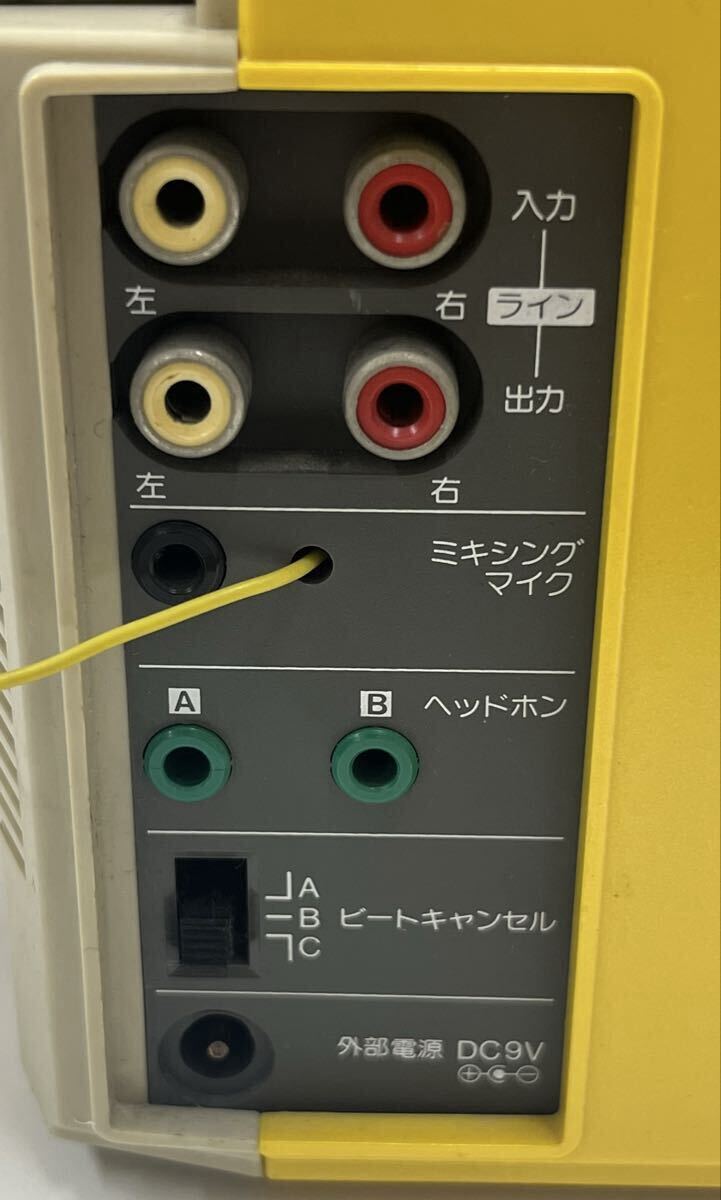 入力
左 右
ライン
出力
左 右
ミキシング
マイク
A B ヘッドホン
A
B ビートキャンセル
C
外部電源 DC9V
⊕ ⊖